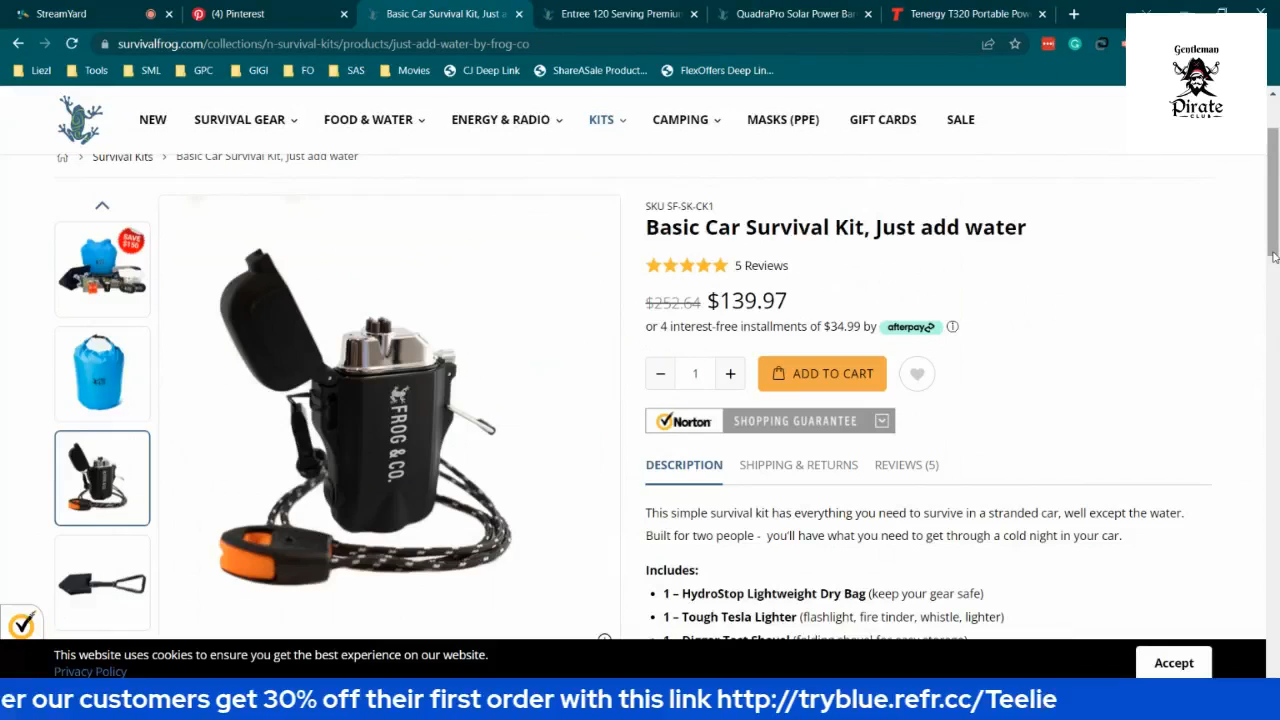 StreamYard
(4) Pinterest
Basic Car Survival Kit, Just a
Entree 120 Serving Premium
QuadraPro Solar Power Ba
Tenergy T320 Portable Pow
survivalfrog.com/collections/n-survival-kits/products/just-add-water-by-frog-co
Liezl
Tools
SML
GPC
GIGI
FO
SAS
Movies
CJ Deep Link
ShareASale Product...
FlexOffers Deep Lin...
Gentleman
Pirate
CLUB
NEW
SURVIVAL GEAR
FOOD & WATER
ENERGY & RADIO
KITS
CAMPING
MASKS (PPE)
GIFT CARDS
SALE
Survival Kits
Basic Car Survival Kit, Just add water
SAVE
$150
FROG & CO.
SKU SF-SK-CK1
Basic Car Survival Kit, Just add water
5 Reviews
$252.64 $139.97
or 4 interest-free installments of $34.99 by afterpay
1
ADD TO CART
Norton
SHOPPING GUARANTEE
DESCRIPTION
SHIPPING & RETURNS
REVIEWS (5)
This simple survival kit has everything you need to survive in a stranded car, well except the water.
Built for two people - you'll have what you need to get through a cold night in your car.
Includes:
1 – HydroStop Lightweight Dry Bag (keep your gear safe)
1 – Tough Tesla Lighter (flashlight, fire tinder, whistle, lighter)
This website uses cookies to ensure you get the best experience on our website.
Privacy Policy
Accept
er our customers get 30% off their first order with this link http://tryblue.refr.cc/Teelie